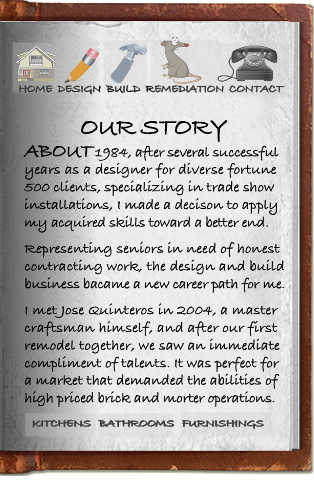 HOME DESIGN BUILD REMEDIATION CONTACT
OUR STORY
ABOUT 1984, after several successful
years as a designer for diverse fortune
500 clients, specializing in trade show
installations, I made a decison to apply
my acquired skills toward a better end.
Representing seniors in need of honest
contracting work, the design and build
business bacame a new career path for me.
I met Jose Quinteros in 2004, a master
craftsman himself, and after our first
remodel together, we saw an immediate
compliment of talents. It was perfect for
a market that demanded the abilities of
high priced brick and morter operations.
KITCHENS BATHROOMS FURNISHINGS